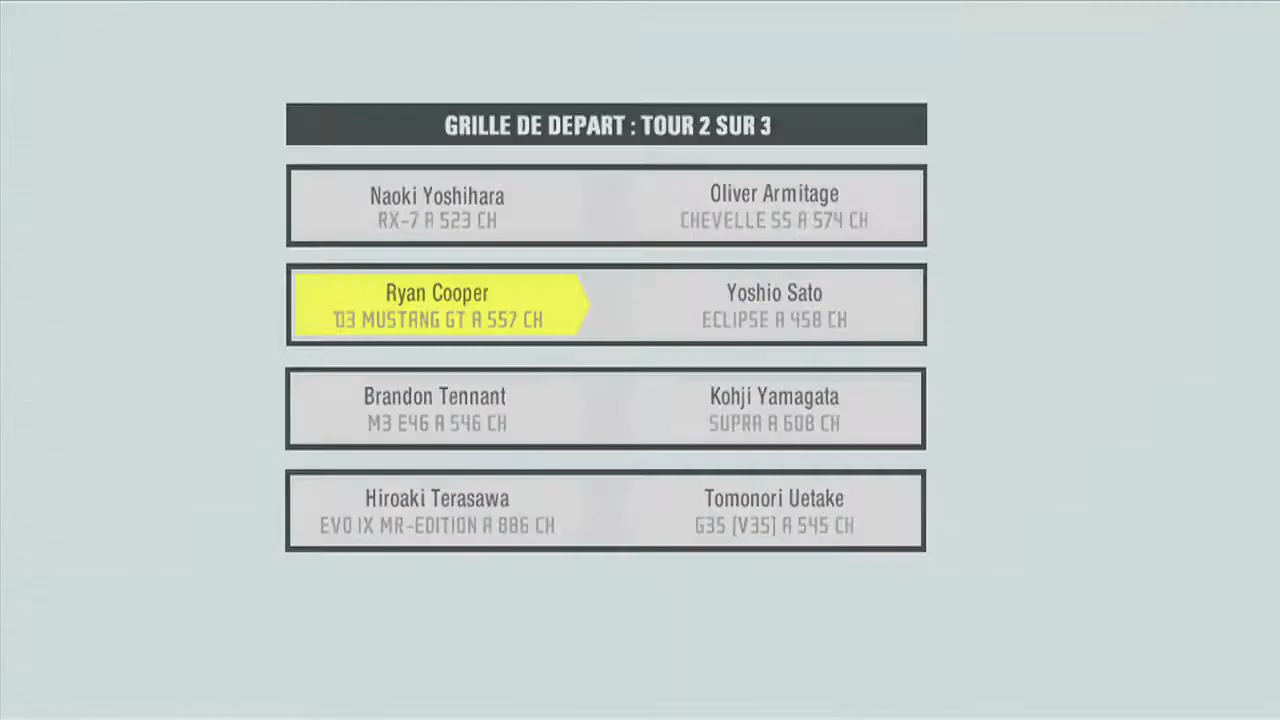 GRILLE DE DEPART : TOUR 2 SUR 3
Naoki Yoshihara
RX-7 A 523 CH
Oliver Armitage
CHEVELLE SS A 574 CH
Ryan Cooper
'03 MUSTANG GT A 557 CH
Yoshio Sato
ECLIPSE A 458 CH
Brandon Tennant
M3 E46 A 546 CH
Kohji Yamagata
SUPRA A 608 CH
Hiroaki Terasawa
EVO IX MR-EDITION A 886 CH
Tomonori Uetake
G35 [V35] A 545 CH